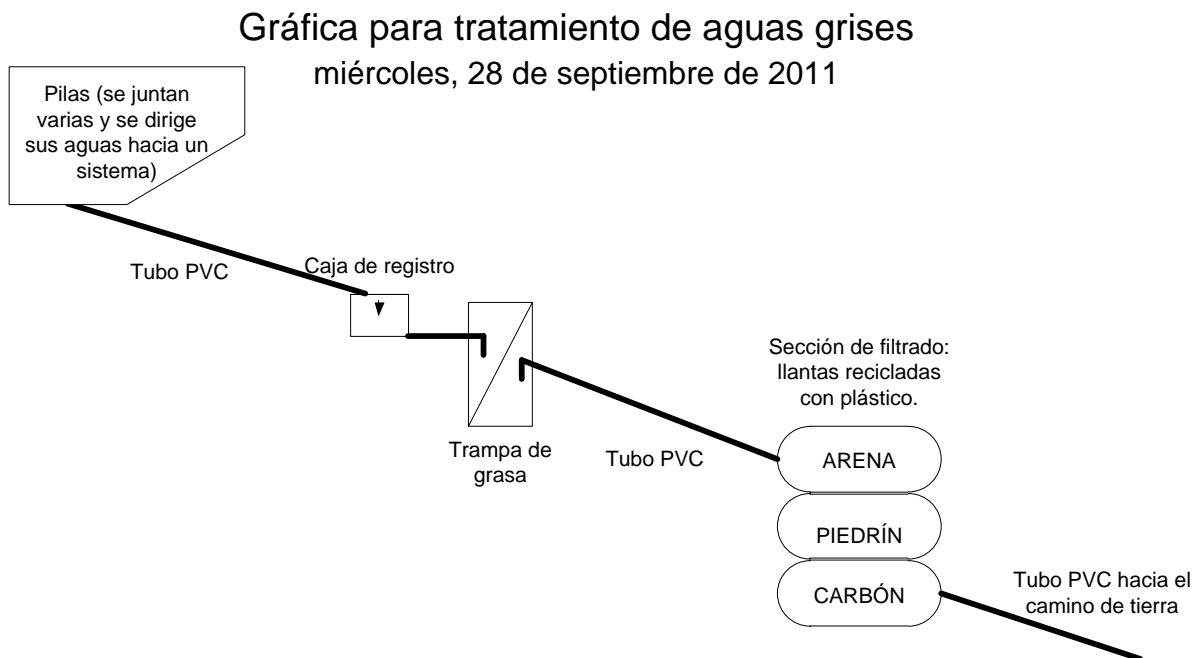 Gráfica para tratamiento de aguas grises
miércoles, 28 de septiembre de 2011
Pilas (se juntan
varias y se dirige
sus aguas hacia un
sistema)
Tubo PVC
Caja de registro
Trampa de
grasa
Tubo PVC
Sección de filtrado:
llantas recicladas
con plástico.
ARENA
PIEDRÍN
CARBÓN
Tubo PVC hacia el
camino de tierra